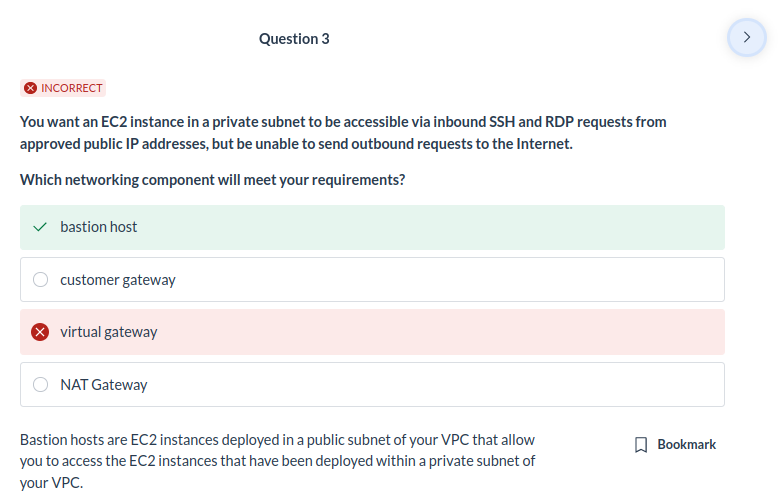 Question 3
INCORRECT
You want an EC2 instance in a private subnet to be accessible via inbound SSH and RDP requests from
approved public IP addresses, but be unable to send outbound requests to the Internet.
Which networking component will meet your requirements?
bastion host
customer gateway
virtual gateway
NAT Gateway
Bastion hosts are EC2 instances deployed in a public subnet of your VPC that allow
you to access the EC2 instances that have been deployed within a private subnet of
your VPC.
Bookmark